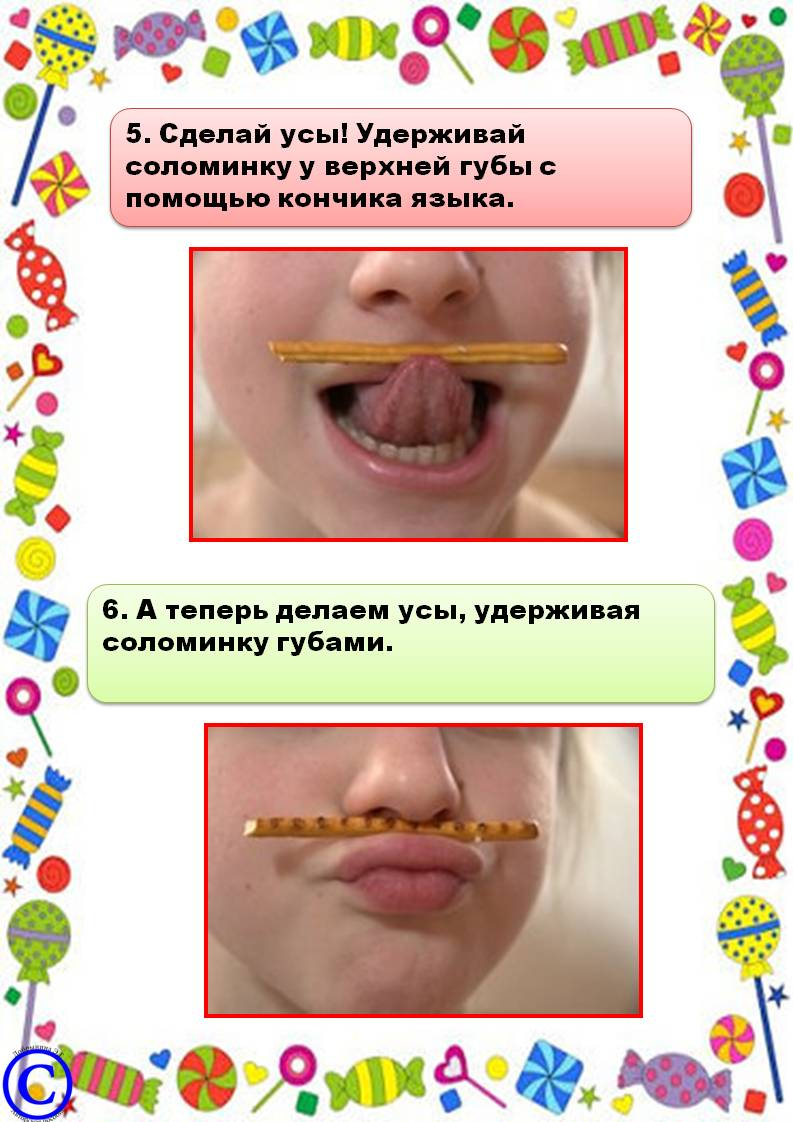 5. Сделай усы! Удерживай
соломинку у верхней губы с
помощью кончика языка.
6. А теперь делаем усы, удерживая
соломинку губами.
C